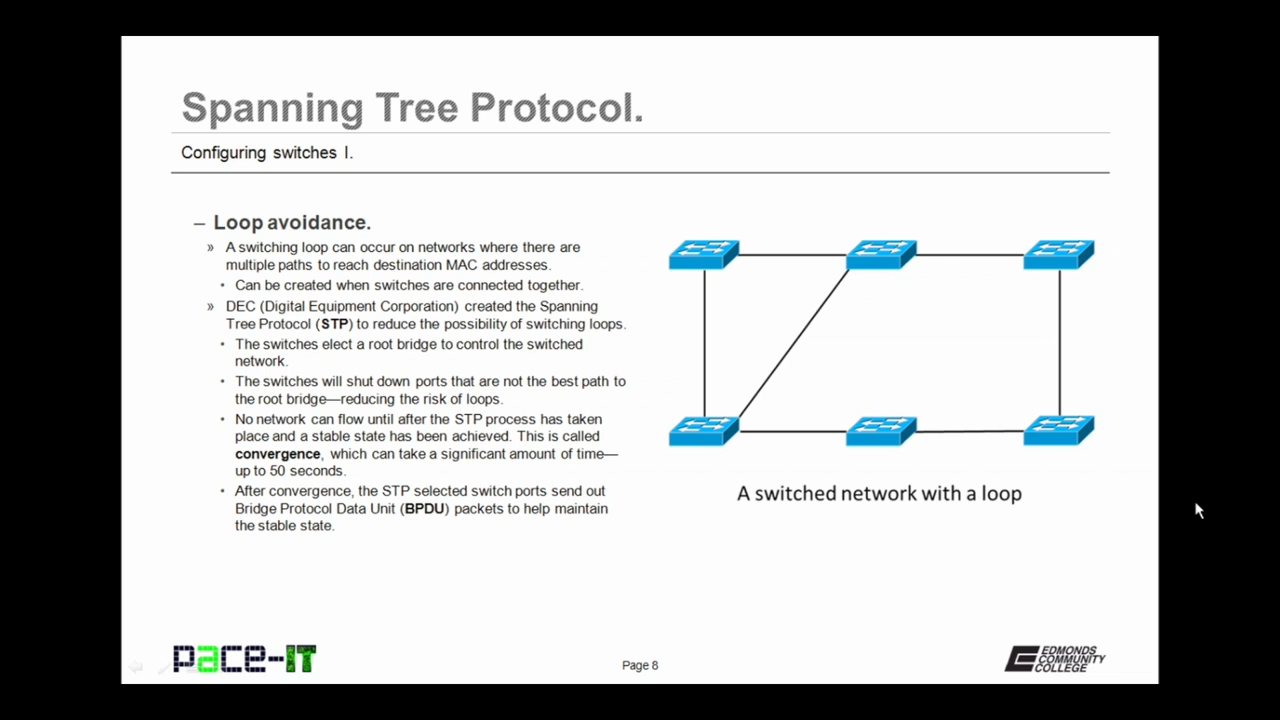 Spanning Tree Protocol.
Configuring switches I.
– Loop avoidance.
» A switching loop can occur on networks where there are
multiple paths to reach destination MAC addresses.
• Can be created when switches are connected together.
» DEC (Digital Equipment Corporation) created the Spanning
Tree Protocol (STP) to reduce the possibility of switching loops.
• The switches elect a root bridge to control the switched
network.
• The switches will shut down ports that are not the best path to
the root bridge—reducing the risk of loops.
• No network can flow until after the STP process has taken
place and a stable state has been achieved. This is called
convergence, which can take a significant amount of time—
up to 50 seconds.
• After convergence, the STP selected switch ports send out
Bridge Protocol Data Unit (BPDU) packets to help maintain
the stable state.
A switched network with a loop
pace-IT
Page 8
EDMONDS
COMMUNITY
COLLEGE